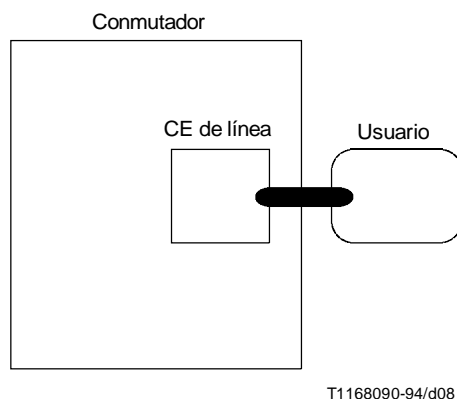 Conmutador
CE de línea
Usuario
T1168090-94/d08